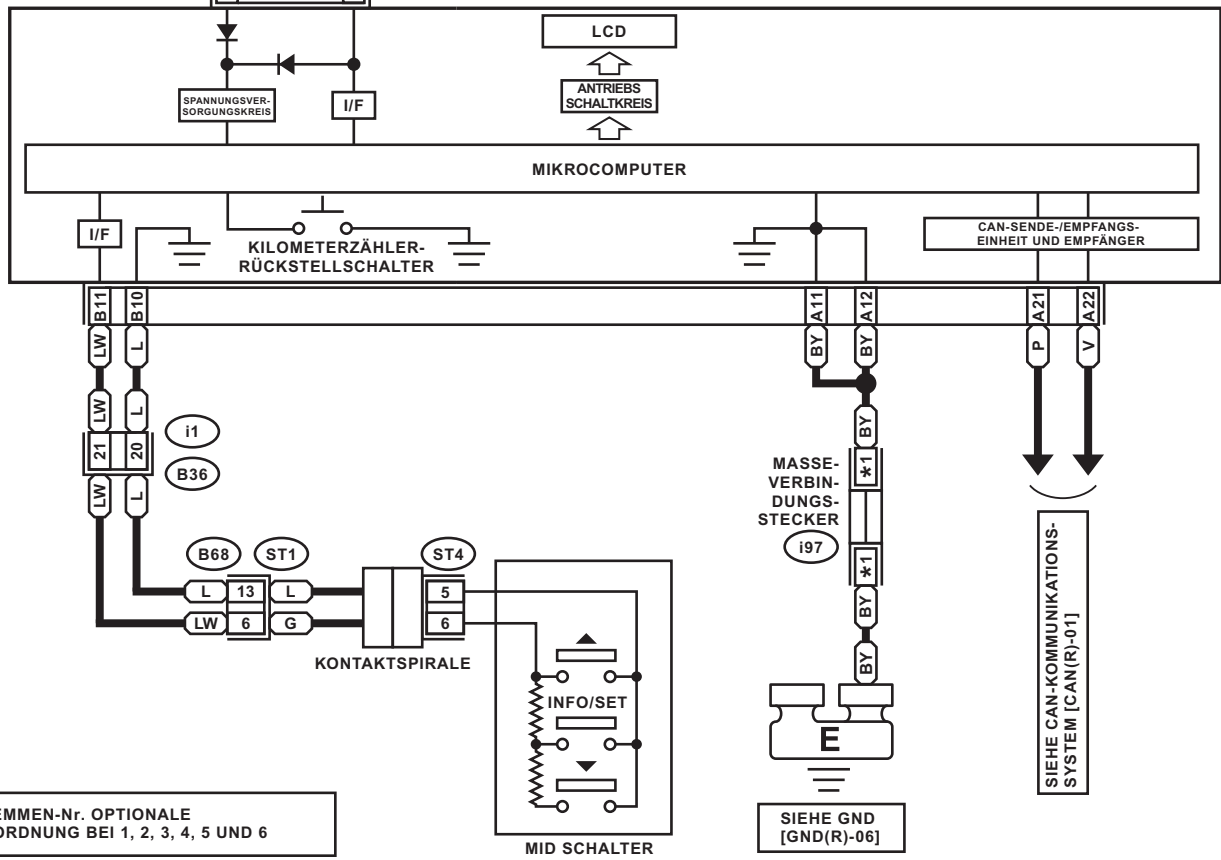 LCD
ANTRIEBS
SCHALTKREIS
SPANNUNGSVER-
SORGUNGSKREIS
I/F
MIKROCOMPUTER
I/F
KILOMETERZÄHLER-
RÜCKSTELLSCHALTER
CAN-SENDE-/EMPFANGS-
EINHEIT UND EMPFÄNGER
B11 B10 A11 A12 A21 A22
LW L BY BY P V
LW L
21 20
i1
B36
LW L
BY
*1
MASSE-
VERBIN-
DUNGS-
STECKER
i97
*1
BY
BY
B68 ST1 ST4
L 13 L 5
LW 6 G 6
KONTAKTSPIRALE
INFO/SET
MID SCHALTER
E
SIEHE GND
[GND(R)-06]
SIEHE CAN-KOMMUNIKATIONS-
SYSTEM [CAN(R)-01]
EMMEN-Nr. OPTIONALE
ORDNUNG BEI 1, 2, 3, 4, 5 UND 6